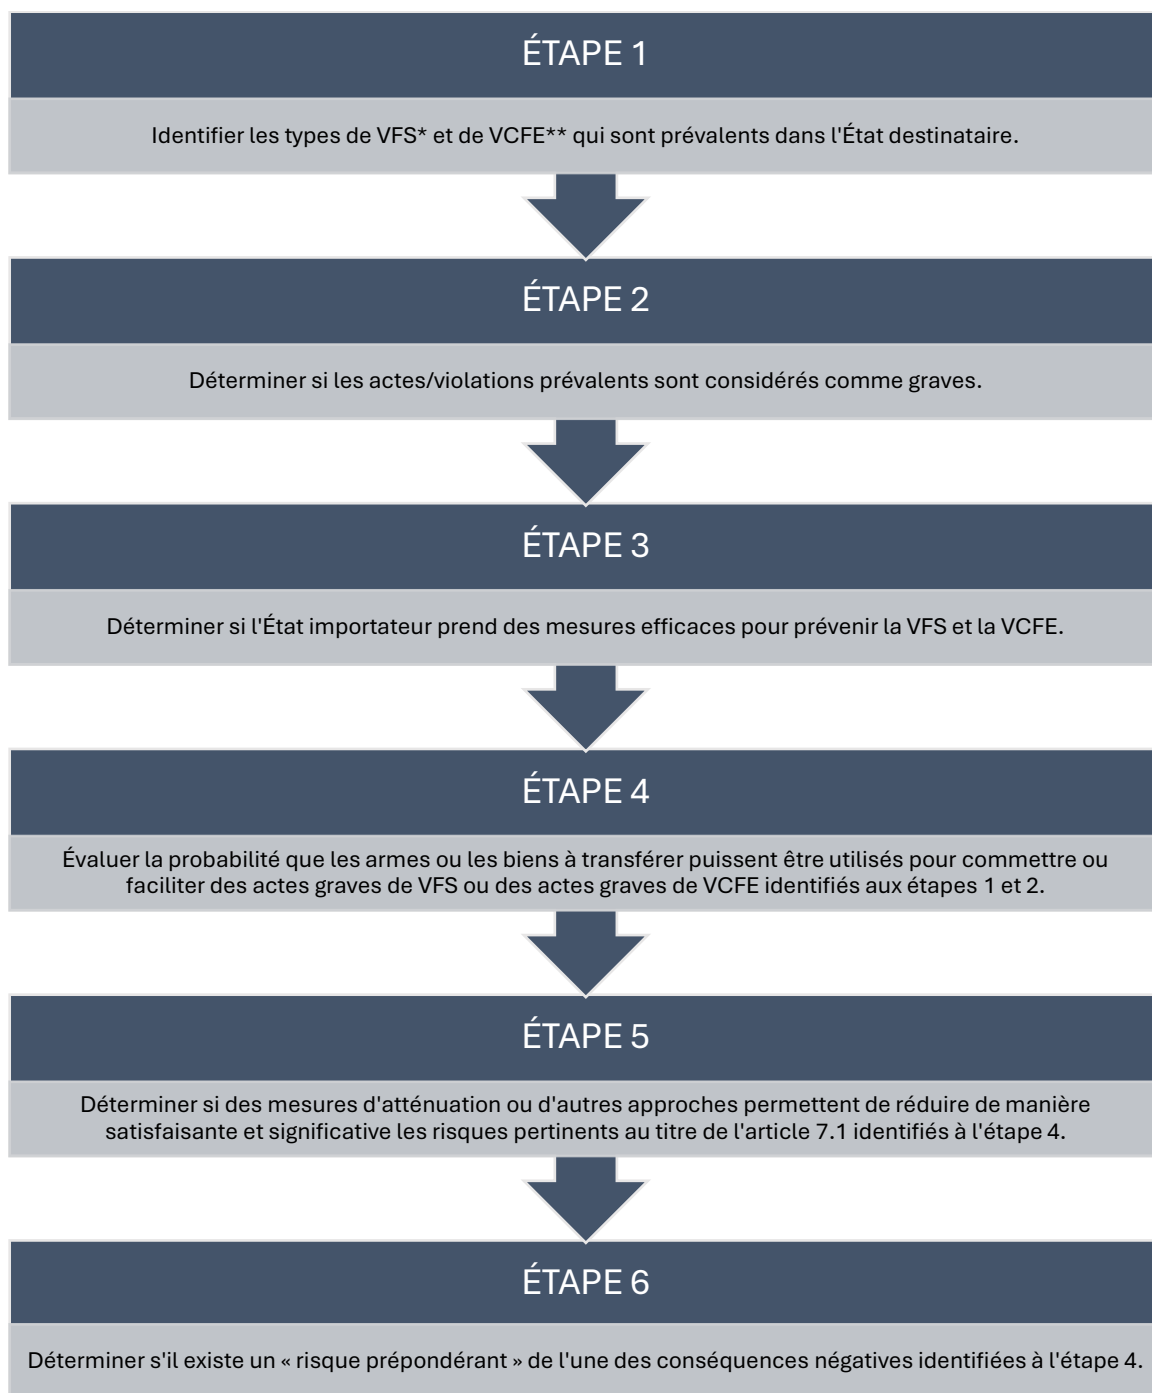 ÉTAPE 1
Identifier les types de VFS* et de VCFE** qui sont prévalents dans l'État destinataire.
ÉTAPE 2
Déterminer si les actes/violations prévalents sont considérés comme graves.
ÉTAPE 3
Déterminer si l'État importateur prend des mesures efficaces pour prévenir la VFS et la VCFE.
ÉTAPE 4
Évaluer la probabilité que les armes ou les biens à transférer puissent être utilisés pour commettre ou
faciliter des actes graves de VFS ou des actes graves de VCFE identifiés aux étapes 1 et 2.
ÉTAPE 5
Déterminer si des mesures d'atténuation ou d'autres approches permettent de réduire de manière
satisfaisante et significative les risques pertinents au titre de l'article 7.1 identifiés à l'étape 4.
ÉTAPE 6
Déterminer s'il existe un « risque prépondérant » de l'une des conséquences négatives identifiées à l'étape 4.